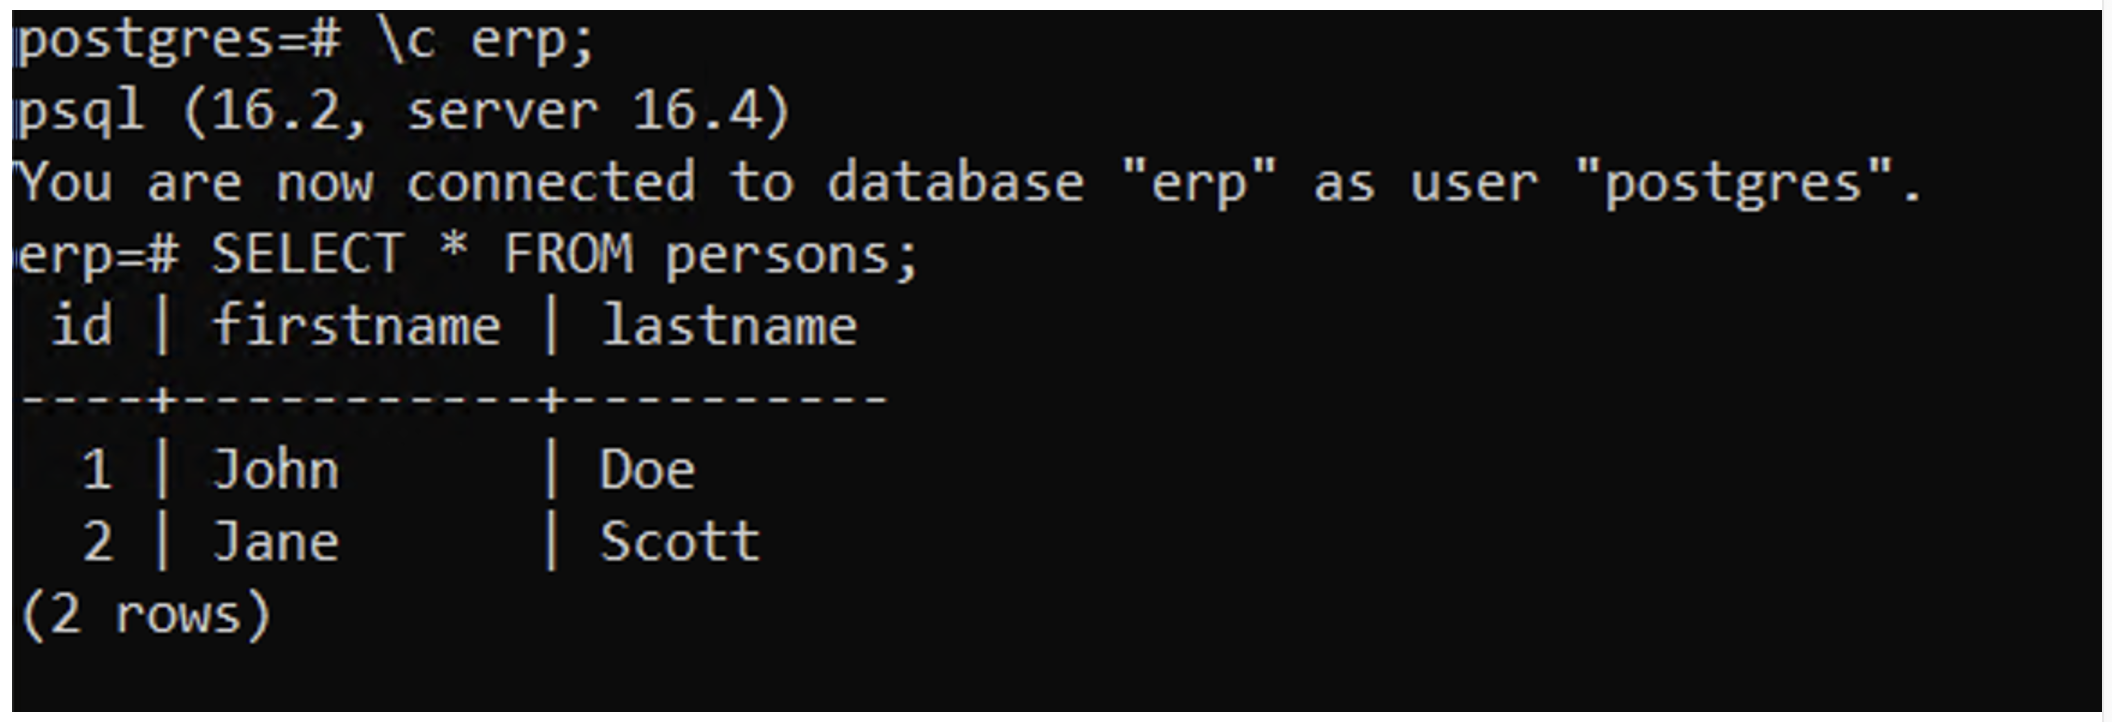 postgres=# \c erp;
psql (16.2, server 16.4)
You are now connected to database "erp" as user "postgres".
erp=# SELECT * FROM persons;
 id | firstname | lastname
----+-----------+----------
  1 | John      | Doe
  2 | Jane      | Scott
(2 rows)